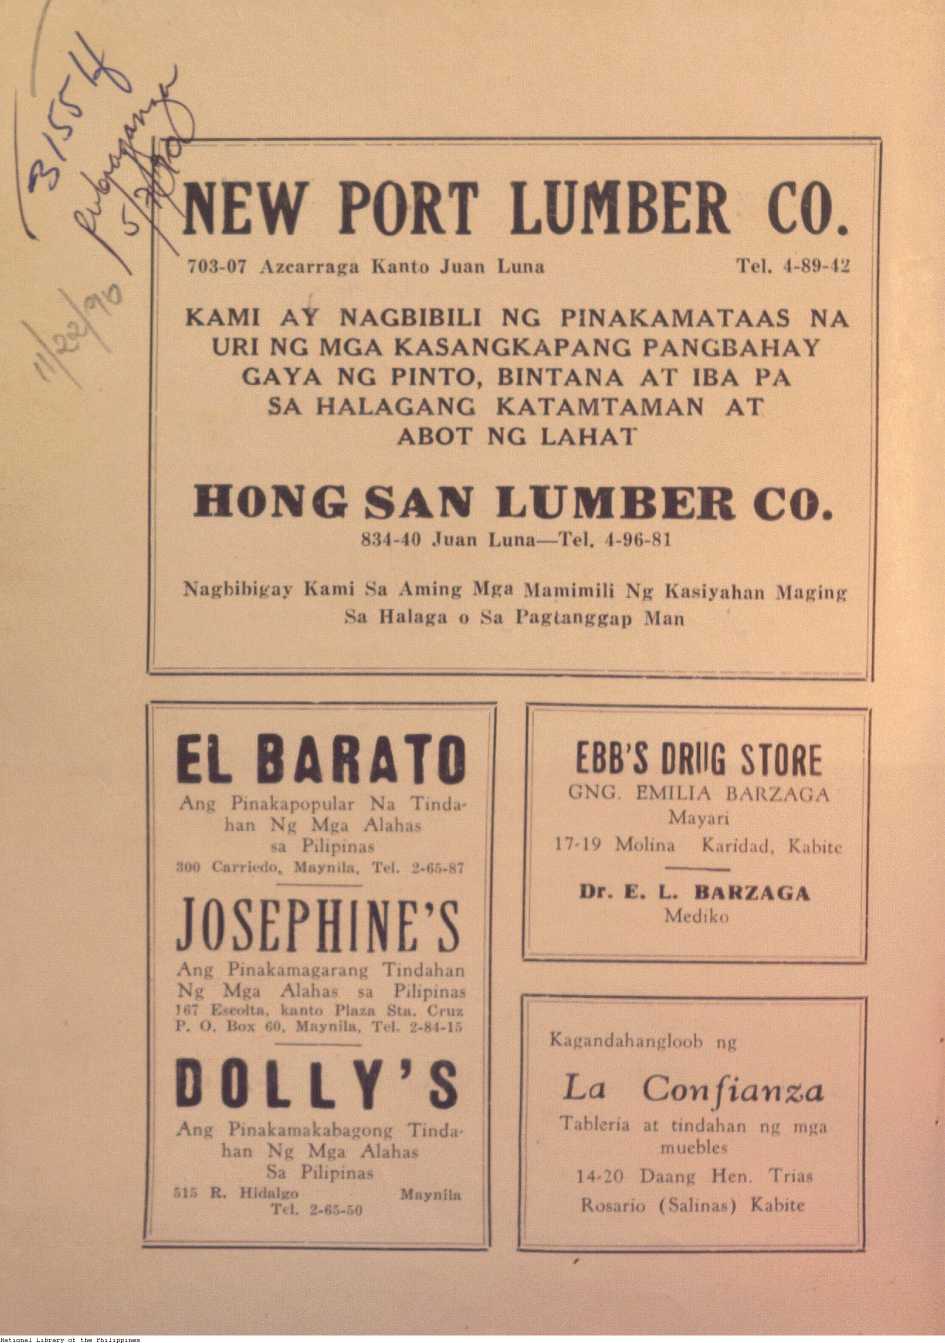 3155 hf
5/7/90
11/22/90
NEW PORT LUMBER CO.
703-07 Azcarraga Kanto Juan Luna Tel. 4-89-42
KAMI AY NAGBIBILI NG PINAKAMATAAS NA
URI NG MGA KASANGKAPANG PANGBAHAY
GAYA NG PINTO, BINTANA AT IBA PA
SA HALAGANG KATAMTAMAN AT
ABOT NG LAHAT
HONG SAN LUMBER CO.
834-40 Juan Luna—Tel. 4-96-81
Nagbibigay Kami Sa Aming Mga Mamimili Ng Kasiyahan Maging
Sa Halaga o Sa Pagtanggap Man
EL BARATO
Ang Pinakapopular Na Tinda-
han Ng Mga Alahas
sa Pilipinas
300 Carriedo, Maynila, Tel. 2-65-87
JOSEPHINE'S
Ang Pinakamagarang Tindahan
Ng Mga Alahas sa Pilipinas
167 Escolta, kanto Plaza Sta. Cruz
P. O. Box 60, Maynila, Tel. 2-84-15
DOLLY'S
Ang Pinakamakabagong Tinda-
han Ng Mga Alahas
Sa Pilipinas
515 R. Hidalgo Maynila
Tel. 2-65-50
EBB'S DRUG STORE
GNG. EMILIA BARZAGA
Mayari
17-19 Molina Karidad, Kabite
Dr. E. L. BARZAGA
Mediko
Kagandahangloob ng
La Confianza
Tableria at tindahan ng mga
muebles
14-20 Daang Hen. Trias
Rosario (Salinas) Kabite
National Library of the Philippines